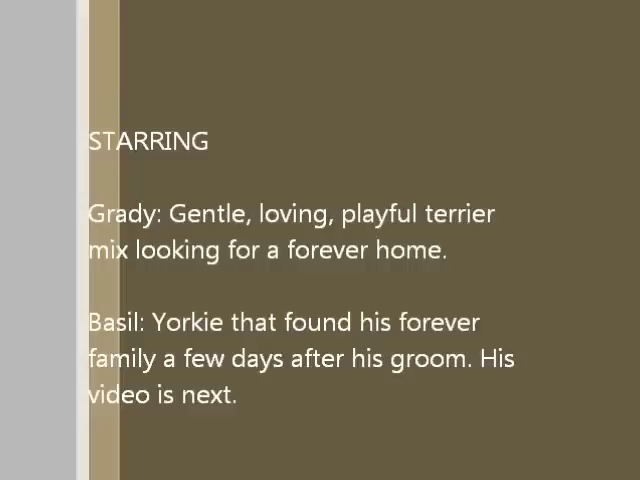 STARRING
Grady: Gentle, loving, playful terrier
mix looking for a forever home.
Basil: Yorkie that found his forever
family a few days after his groom. His
video is next.